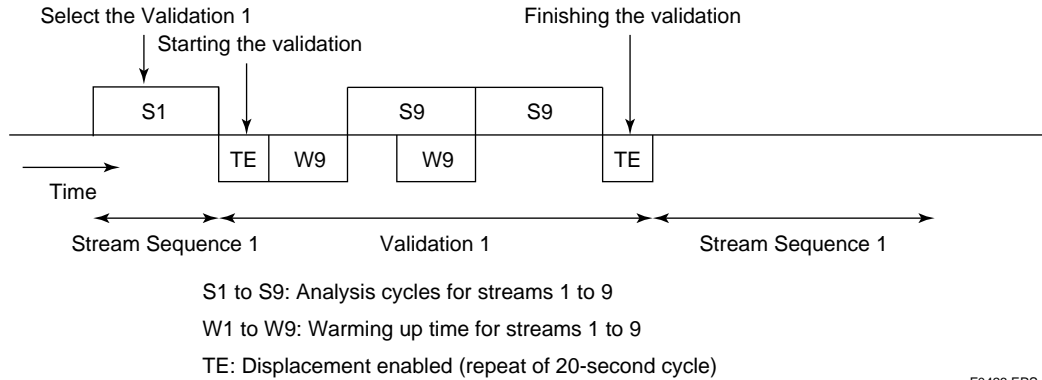 Select the Validation 1
Finishing the validation
Starting the validation
S1
S9
S9
TE
W9
W9
TE
Time
Stream Sequence 1
Validation 1
Stream Sequence 1
S1 to S9: Analysis cycles for streams 1 to 9
W1 to W9: Warming up time for streams 1 to 9
TE: Displacement enabled (repeat of 20-second cycle)